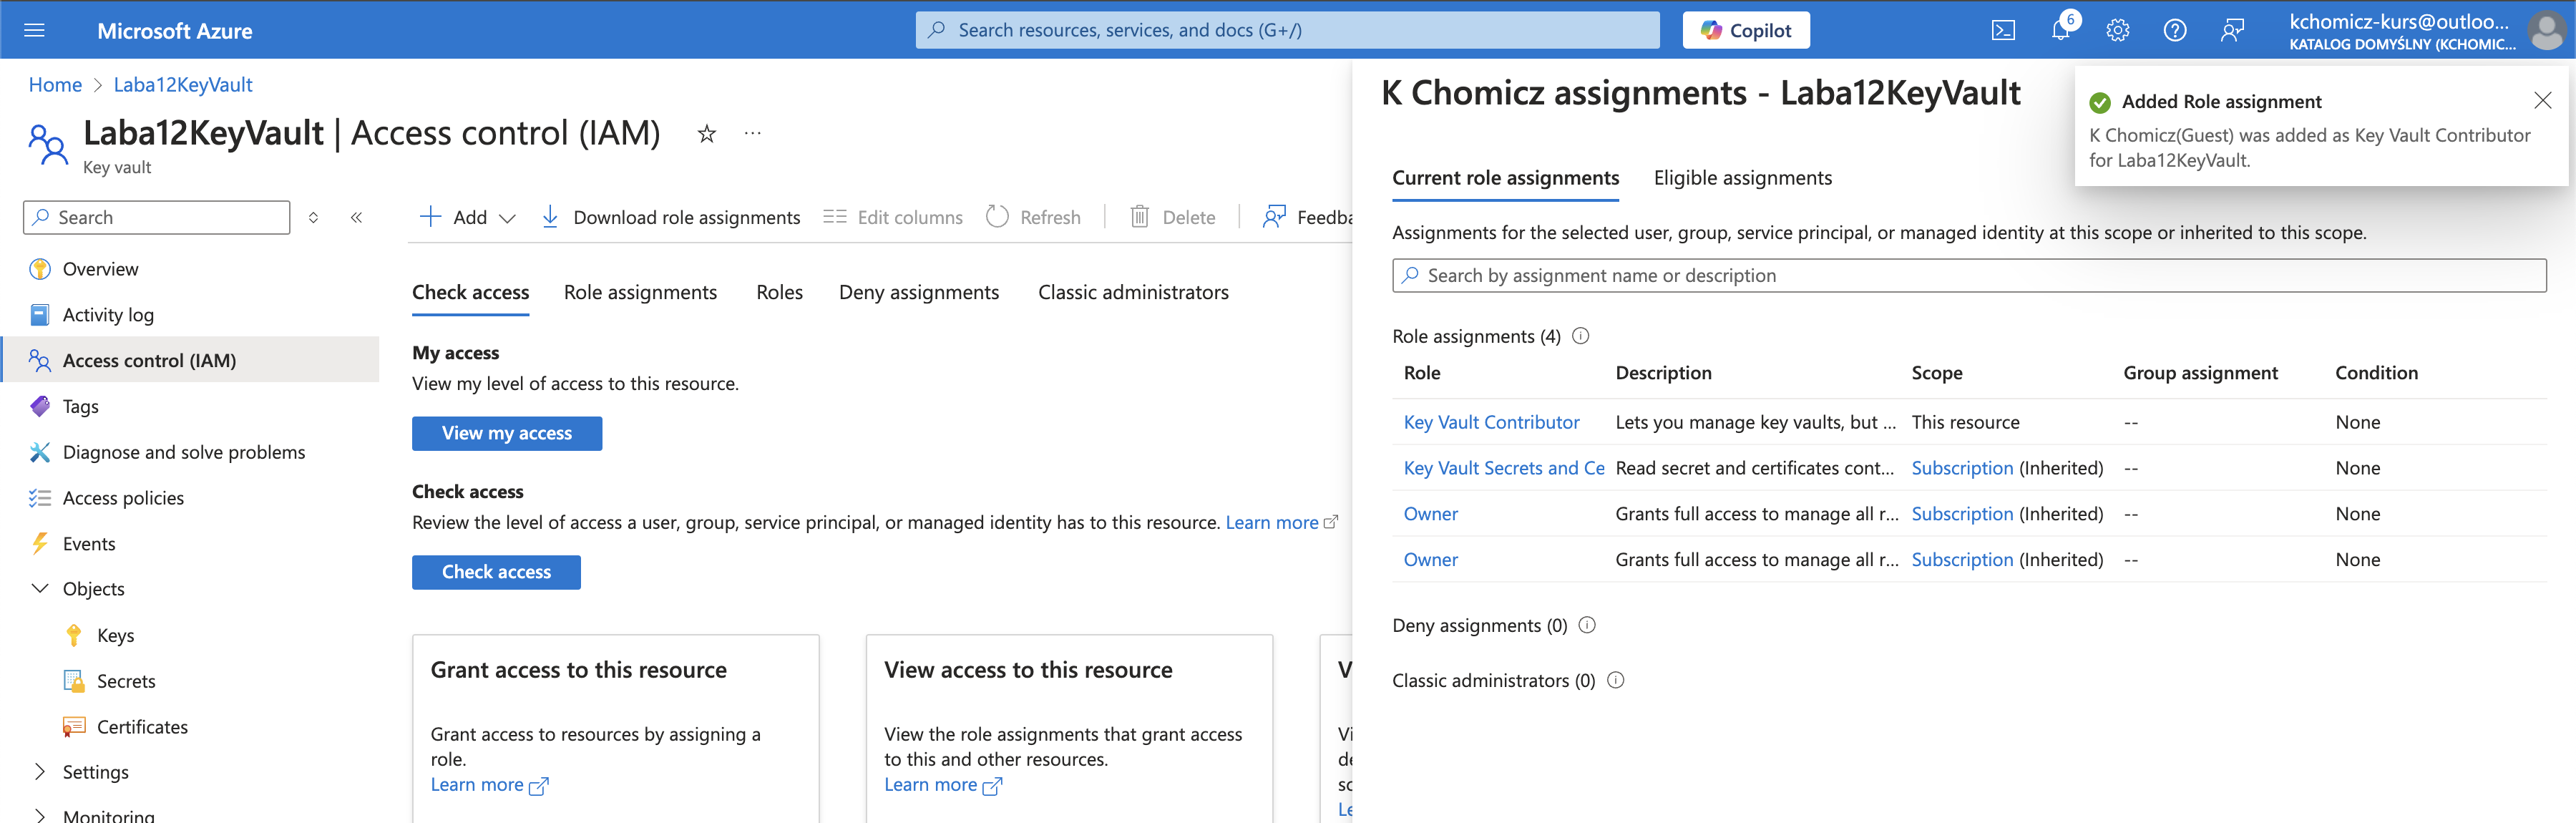 Microsoft Azure
Search resources, services, and docs (G+/)
Copilot
6
kchomicz-kurs@outloo...
KATALOG DOMYŚLNY (KCHOMIC...
Home > Laba12KeyVault
Laba12KeyVault | Access control (IAM)
Key vault
Search
Overview
Activity log
Access control (IAM)
Tags
Diagnose and solve problems
Access policies
Events
Objects
Keys
Secrets
Certificates
Settings
Monitoring
Add
Download role assignments
Edit columns
Refresh
Delete
Feedba
Check access
Role assignments
Roles
Deny assignments
Classic administrators
My access
View my level of access to this resource.
View my access
Check access
Review the level of access a user, group, service principal, or managed identity has to this resource. Learn more
Check access
Grant access to this resource
Grant access to resources by assigning a
role.
Learn more
View access to this resource
View the role assignments that grant access
to this and other resources.
Learn more
V
Vi
de
sc
Le
K Chomicz assignments - Laba12KeyVault
Added Role assignment
K Chomicz(Guest) was added as Key Vault Contributor
for Laba12KeyVault.
Current role assignments
Eligible assignments
Assignments for the selected user, group, service principal, or managed identity at this scope or inherited to this scope.
Search by assignment name or description
Role assignments (4)
Role Description Scope Group assignment Condition
Key Vault Contributor Lets you manage key vaults, but ... This resource -- None
Key Vault Secrets and Ce Read secret and certificates cont... Subscription (Inherited) -- None
Owner Grants full access to manage all r... Subscription (Inherited) -- None
Owner Grants full access to manage all r... Subscription (Inherited) -- None
Deny assignments (0)
Classic administrators (0)